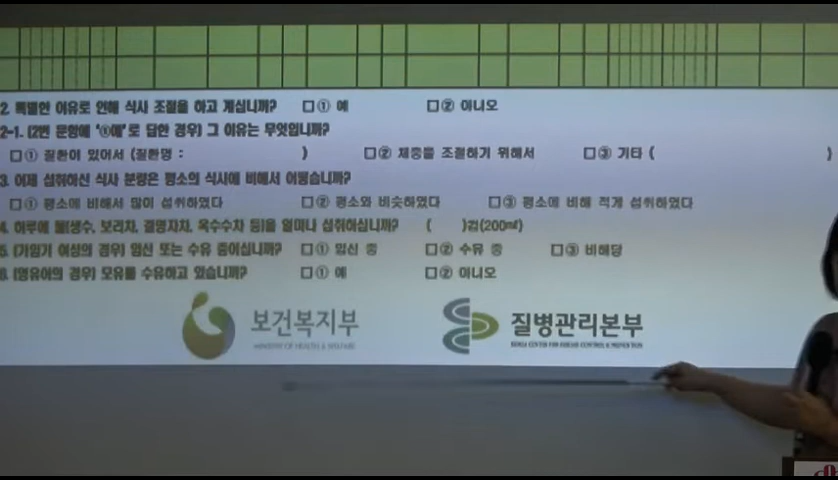 2. 특별한 이유로 인해 식사 조절을 하고 계십니까? □① 예 □② 아니오
2-1. (2번 문항에 '①예'로 답한 경우) 그 이유는 무엇입니까?
□① 질환이 있어서 (질환명 : ) □② 체중을 조절하기 위해서 □③ 기타 ( )
3. 어제 섭취하신 식사 분량은 평소의 식사에 비해서 어떻습니까?
□① 평소에 비해서 많이 섭취하였다 □② 평소와 비슷하였다 □③ 평소에 비해 적게 섭취하였다
4. 하루에 물(생수, 보리차, 결명자차, 옥수수차 등)을 얼마나 섭취하십니까? ( )컵(200㎖)
5. (가임기 여성의 경우) 임신 또는 수유 중이십니까? □① 임신 중 □② 수유 중 □③ 비해당
6. (영유아의 경우) 모유를 수유하고 있습니까? □① 예 □② 아니오
보건복지부 질병관리본부
MINISTRY OF HEALTH & WELFARE KOREA CENTER FOR DISEASE CONTROL & PREVENTION